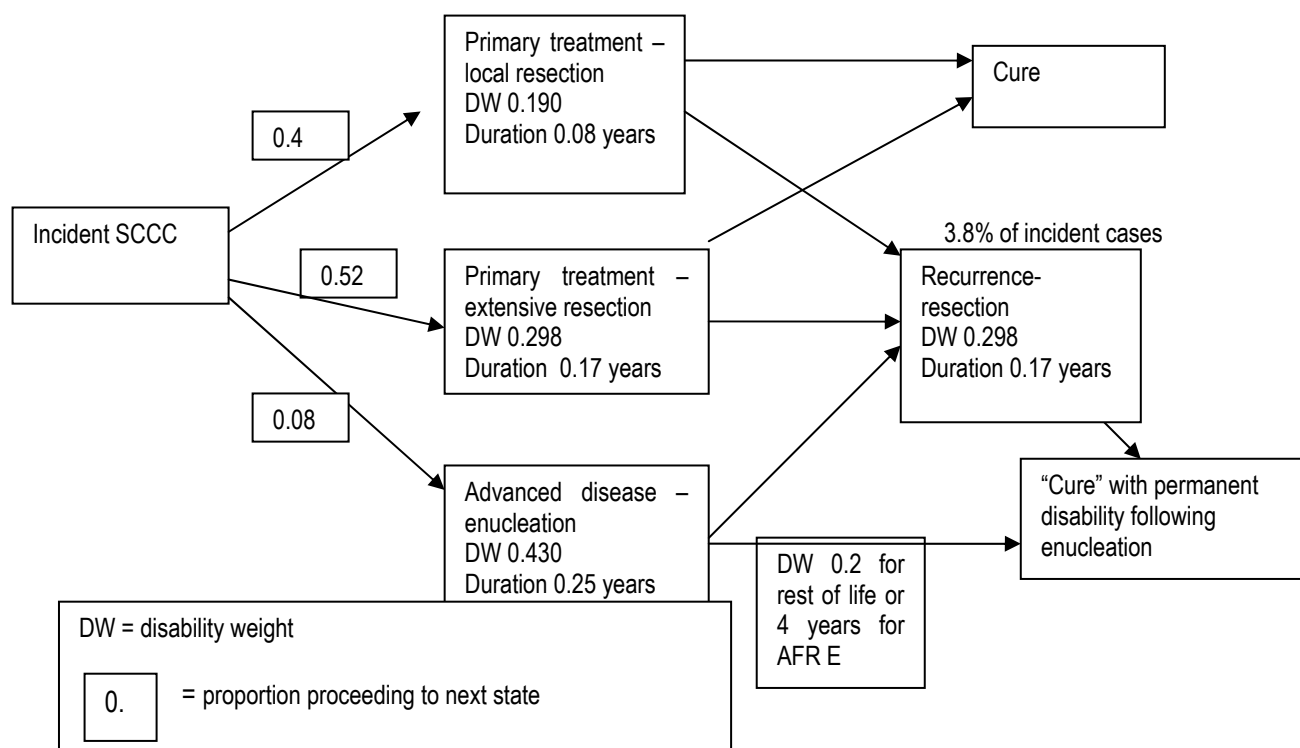 Primary treatment –
local resection
DW 0.190
Duration 0.08 years
Cure
0.4
Incident SCCC
3.8% of incident cases
0.52
Primary treatment –
extensive resection
DW 0.298
Duration 0.17 years
Recurrence-
resection
DW 0.298
Duration 0.17 years
0.08
Advanced disease –
enucleation
DW 0.430
Duration 0.25 years
“Cure” with permanent
disability following
enucleation
DW 0.2 for
rest of life or
4 years for
AFR E
DW = disability weight
0.
= proportion proceeding to next state